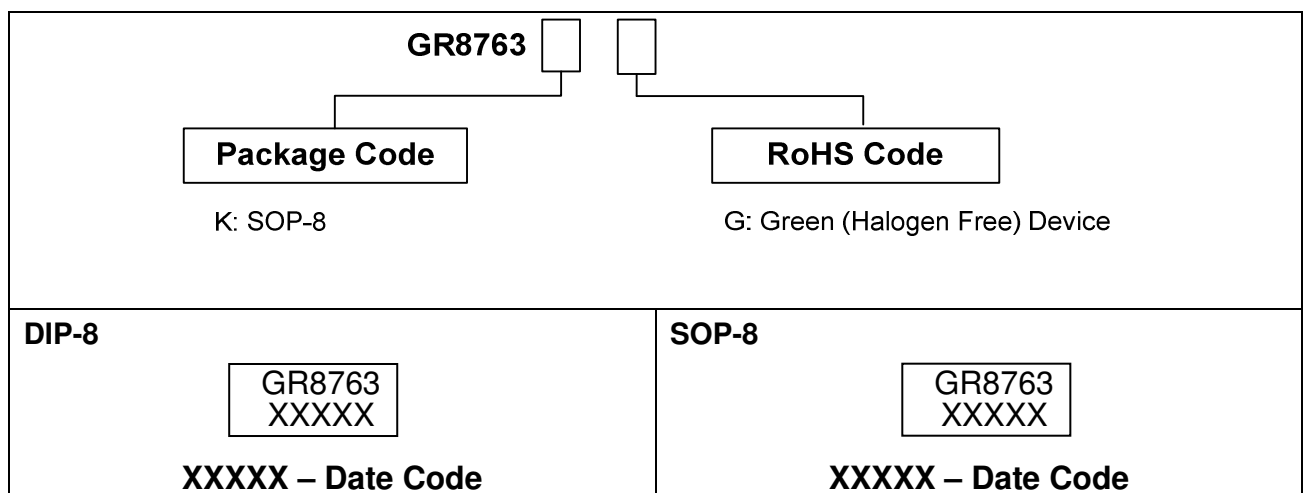 GR8763
Package Code
RoHS Code
K: SOP-8
G: Green (Halogen Free) Device
DIP-8
GR8763
XXXXX
XXXXX – Date Code
SOP-8
GR8763
XXXXX
XXXXX – Date Code